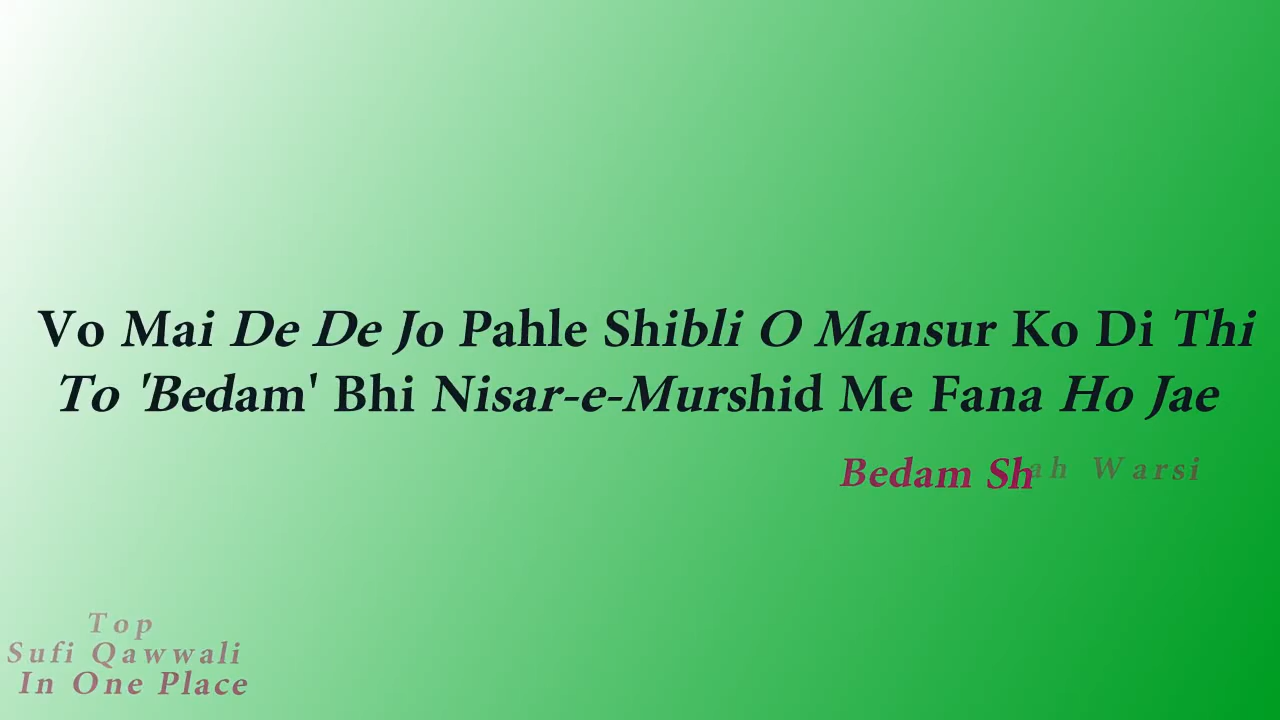 Vo Mai De De Jo Pahle Shibli O Mansur Ko Di Thi
To 'Bedam' Bhi Nisar-e-Murshid Me Fana Ho Jae
Bedam Shah Warsi
Top
Sufi Qawwali
In One Place